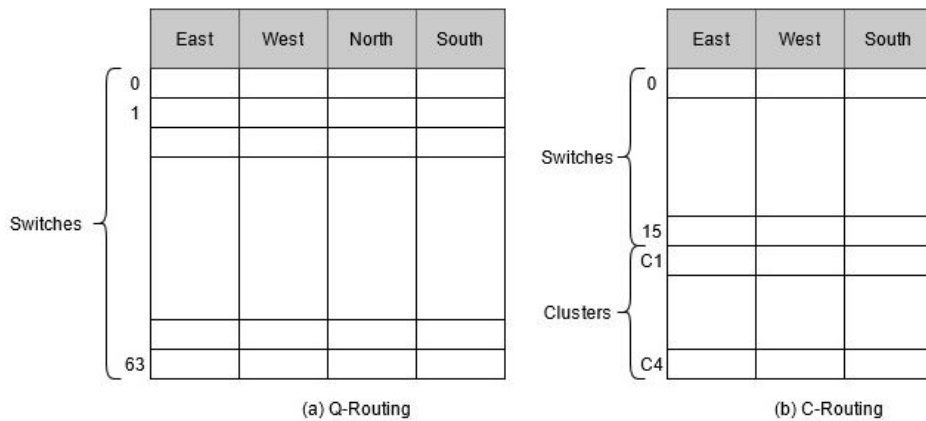 East West North South
0
1
Switches
63
(a) Q-Routing
East West South
0
Switches
15
C1
Clusters
C4
(b) C-Routing